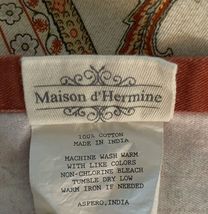 Maison d'Hermine
100% COTTON
MADE IN INDIA
MACHINE WASH WARM
WITH LIKE COLORS
NON-CHLORINE BLEACH
TUMBLE DRY LOW
WARM IRON IF NEEDED
ASPERO, INDIA